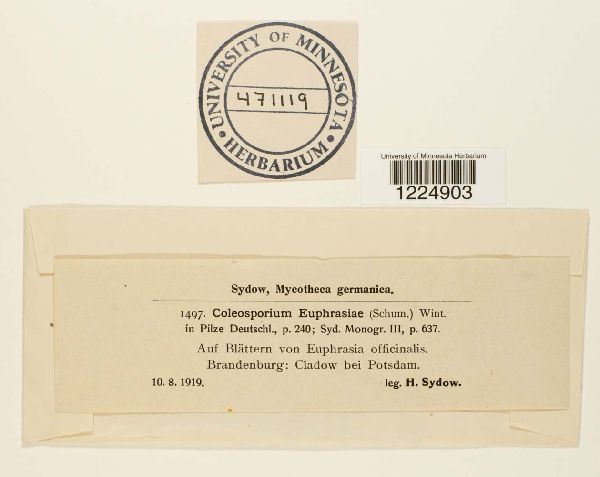 UNIVERSITY OF MINNESOTA
471119
• HERBARIUM •
University of Minnesota Herbarium
1224903
Sydow, Mycotheca germanica.
1497. Coleosporium Euphrasiae (Schum.) Wint.
in Pilze Deutschl., p. 240; Syd. Monogr. III, p. 637.
Auf Blättern von Euphrasia officinalis.
Brandenburg: Cladow bei Potsdam.
10. 8. 1919. leg. H. Sydow.